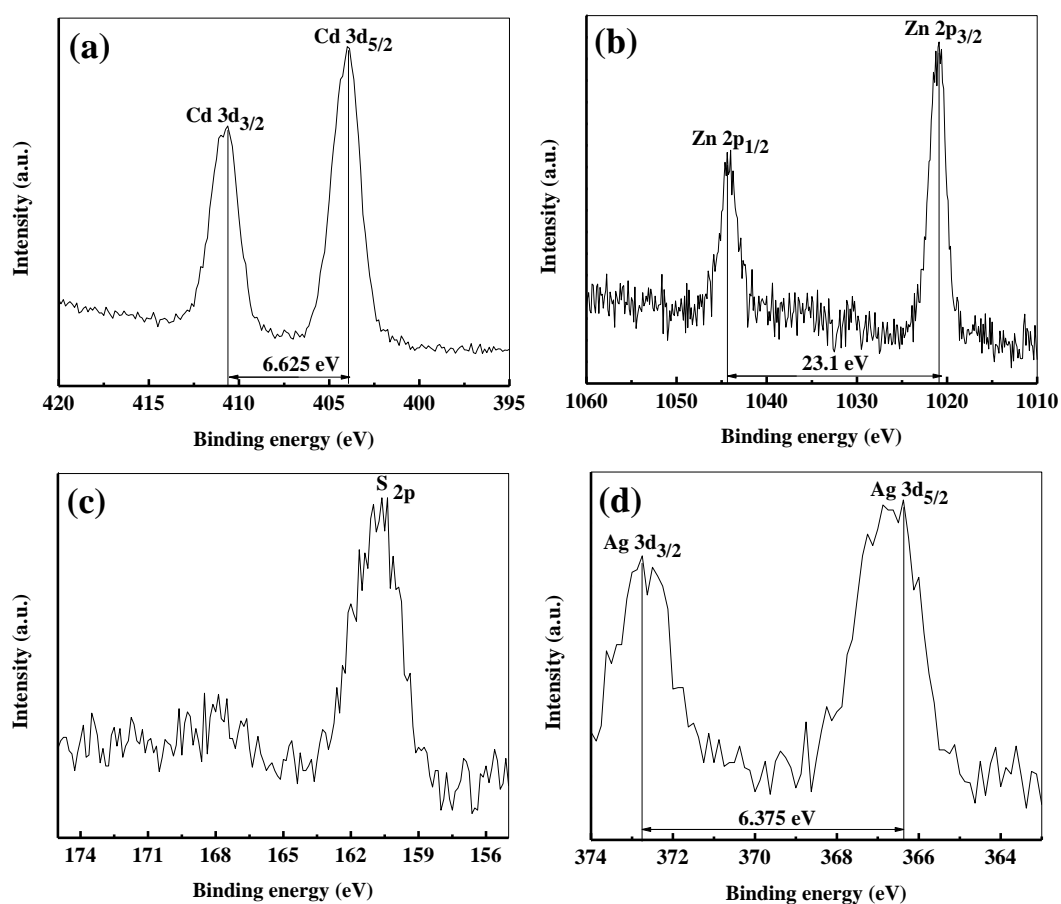 (a)
Cd 3d5/2
Cd 3d3/2
6.625 eV
Intensity (a.u.)
420 415 410 405 400 395
Binding energy (eV)
(b)
Zn 2p3/2
Zn 2p1/2
23.1 eV
Intensity (a.u.)
1060 1050 1040 1030 1020 1010
Binding energy (eV)
(c)
S 2p
Intensity (a.u.)
174 171 168 165 162 159 156
Binding energy (eV)
(d)
Ag 3d5/2
Ag 3d3/2
6.375 eV
Intensity (a.u.)
374 372 370 368 366 364
Binding energy (eV)